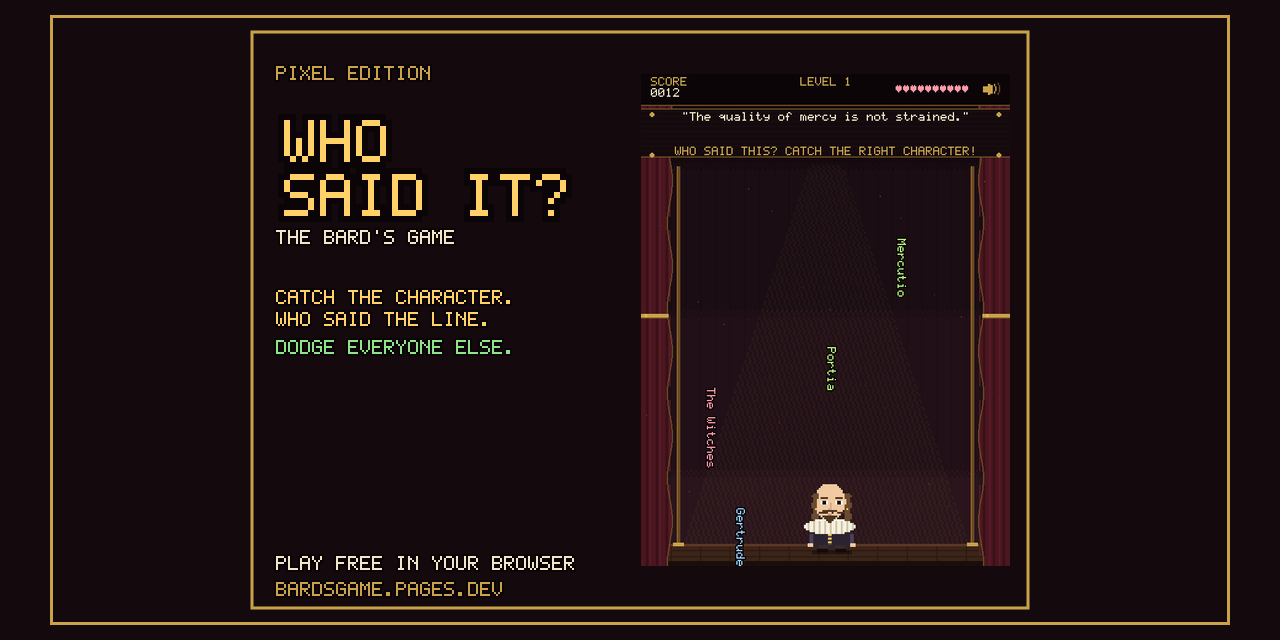 PIXEL EDITION
WHO
SAID IT?
THE BARD'S GAME
CATCH THE CHARACTER.
WHO SAID THE LINE.
DODGE EVERYONE ELSE.
PLAY FREE IN YOUR BROWSER
BARDSGAME.PAGES.DEV
SCORE
0012
LEVEL 1
"The quality of mercy is not strained."
WHO SAID THIS? CATCH THE RIGHT CHARACTER!
Mercutio
Portia
The Witches
Gertrude